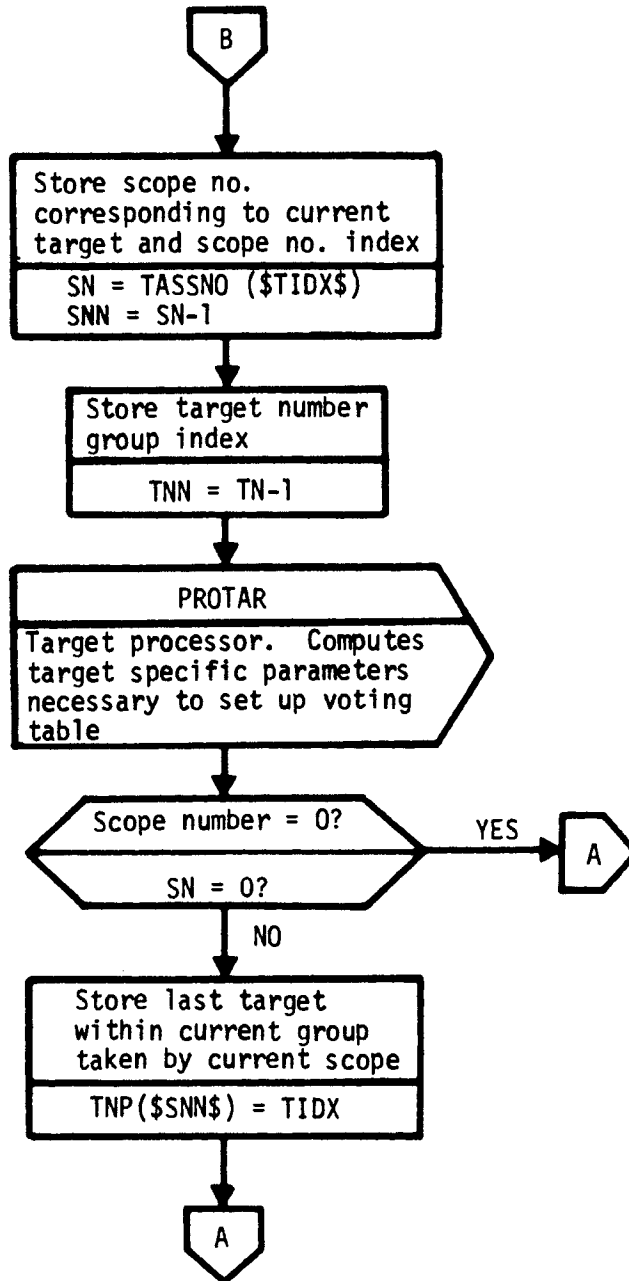 B
Store scope no.
corresponding to current
target and scope no. index
SN = TASSNO ($TIDX$)
SNN = SN-1
Store target number
group index
TNN = TN-1
PROTAR
Target processor. Computes
target specific parameters
necessary to set up voting
table
Scope number = 0?
YES
A
SN = 0?
NO
Store last target
within current group
taken by current scope
TNP($SNN$) = TIDX
A